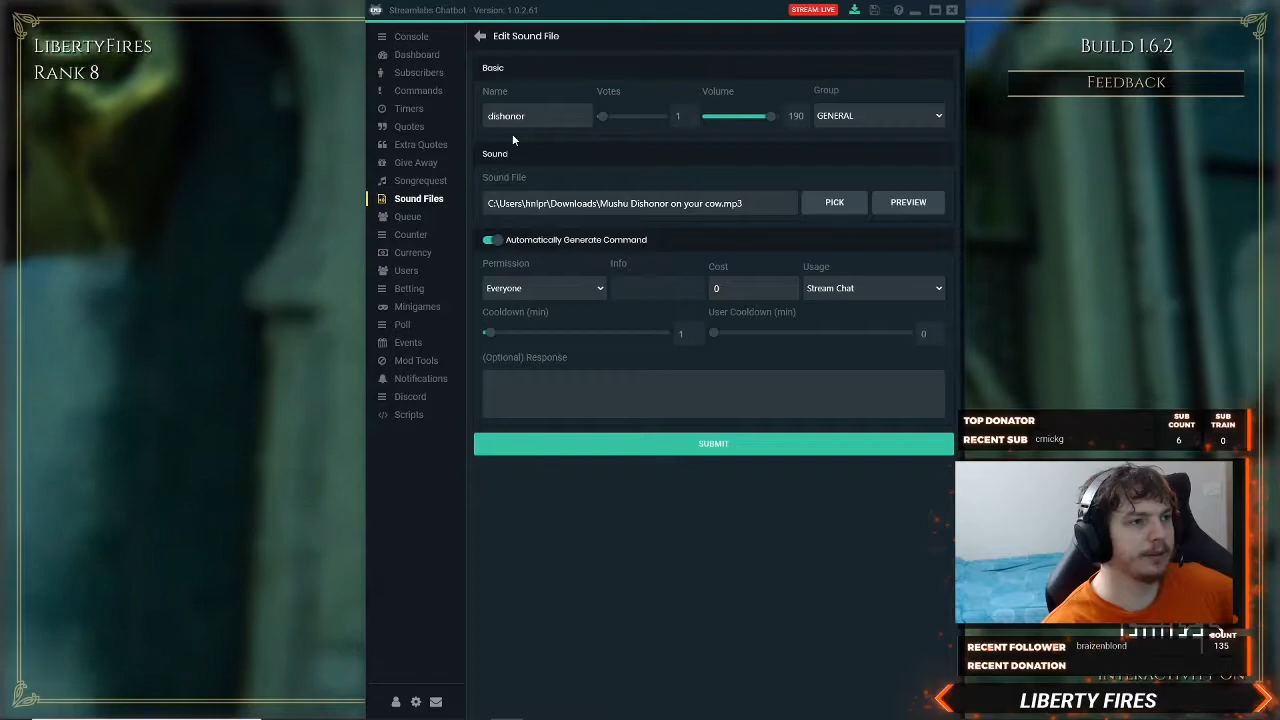 LibertyFires
Rank 8
Streamlabs Chatbot - Version: 1.0.2.61
STREAM: LIVE
Console
Dashboard
Subscribers
Commands
Timers
Quotes
Extra Quotes
Give Away
Songrequest
Sound Files
Queue
Counter
Currency
Users
Betting
Minigames
Poll
Events
Mod Tools
Notifications
Discord
Scripts
Edit Sound File
Basic
Name Votes Volume Group
dishonor 1 190 GENERAL
Sound
Sound File
C:\Users\hnlpr\Downloads\Mushu Dishonor on your cow.mp3 PICK PREVIEW
Automatically Generate Command
Permission Info Cost Usage
Everyone 0 Stream Chat
Cooldown (min) User Cooldown (min)
1 0
(Optional) Response
SUBMIT
Build 1.6.2
Feedback
TOP DONATOR
RECENT SUB cmickg
SUB COUNT
6
SUB TRAIN
0
RECENT FOLLOWER braizenblond
COUNT
135
RECENT DONATION
INTERACTIVITY ON
LIBERTY FIRES